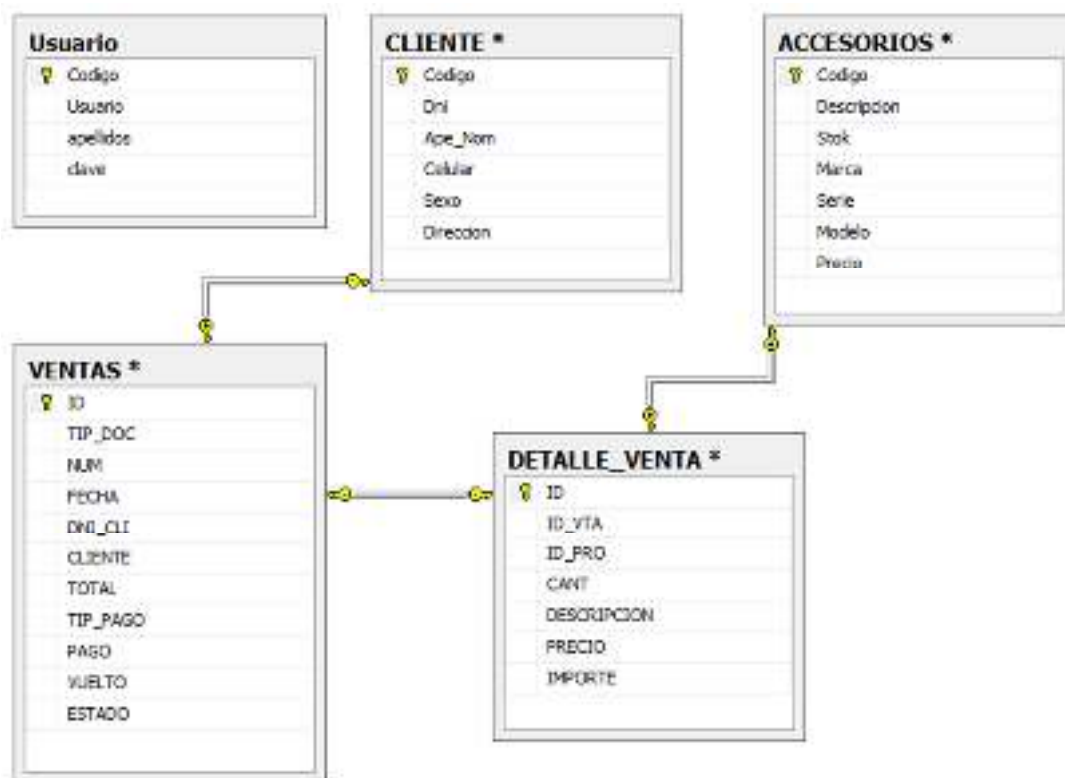 Usuario
Codigo
Usuario
apellidos
clave
CLIENTE *
Codigo
Dni
Ape_Nom
Celular
Sexo
Direccion
ACCESORIOS *
Codigo
Descripcion
Stok
Marca
Serie
Modelo
Precio
VENTAS *
ID
TIP_DOC
NUM
FECHA
DNI_CLI
CLIENTE
TOTAL
TIP_PAGO
PAGO
VUELTO
ESTADO
DETALLE_VENTA *
ID
ID_VTA
ID_PRO
CANT
DESCRIPCION
PRECIO
IMPORTE